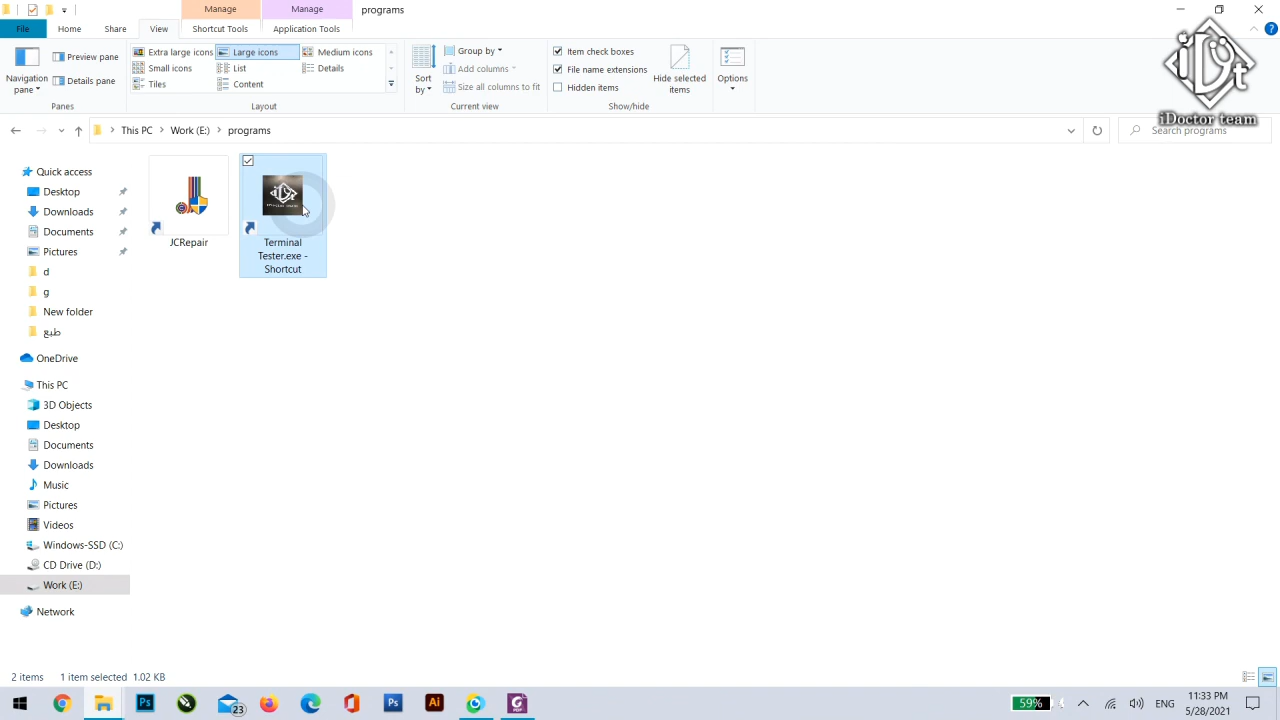 Manage
Manage
programs
File
Home
Share
View
Shortcut Tools
Application Tools
Navigation pane
Preview pane
Details pane
Panes
Extra large icons
Large icons
Medium icons
Small icons
List
Details
Tiles
Content
Layout
Sort by
Group by
Add columns
Size all columns to fit
Current view
Item check boxes
File name extensions
Hidden items
Hide selected items
Show/hide
Options
iDt
iDoctor team
This PC
Work (E:)
programs
Search programs
Quick access
Desktop
Downloads
Documents
Pictures
d
g
New folder
طبع
OneDrive
This PC
3D Objects
Desktop
Documents
Downloads
Music
Pictures
Videos
Windows-SSD (C:)
CD Drive (D:)
Work (E:)
Network
JCRepair
Terminal
Tester.exe -
Shortcut
2 items
1 item selected 1.02 KB
Ps
23
Ps
Ai
PDF
59%
ENG
11:33 PM
5/28/2021